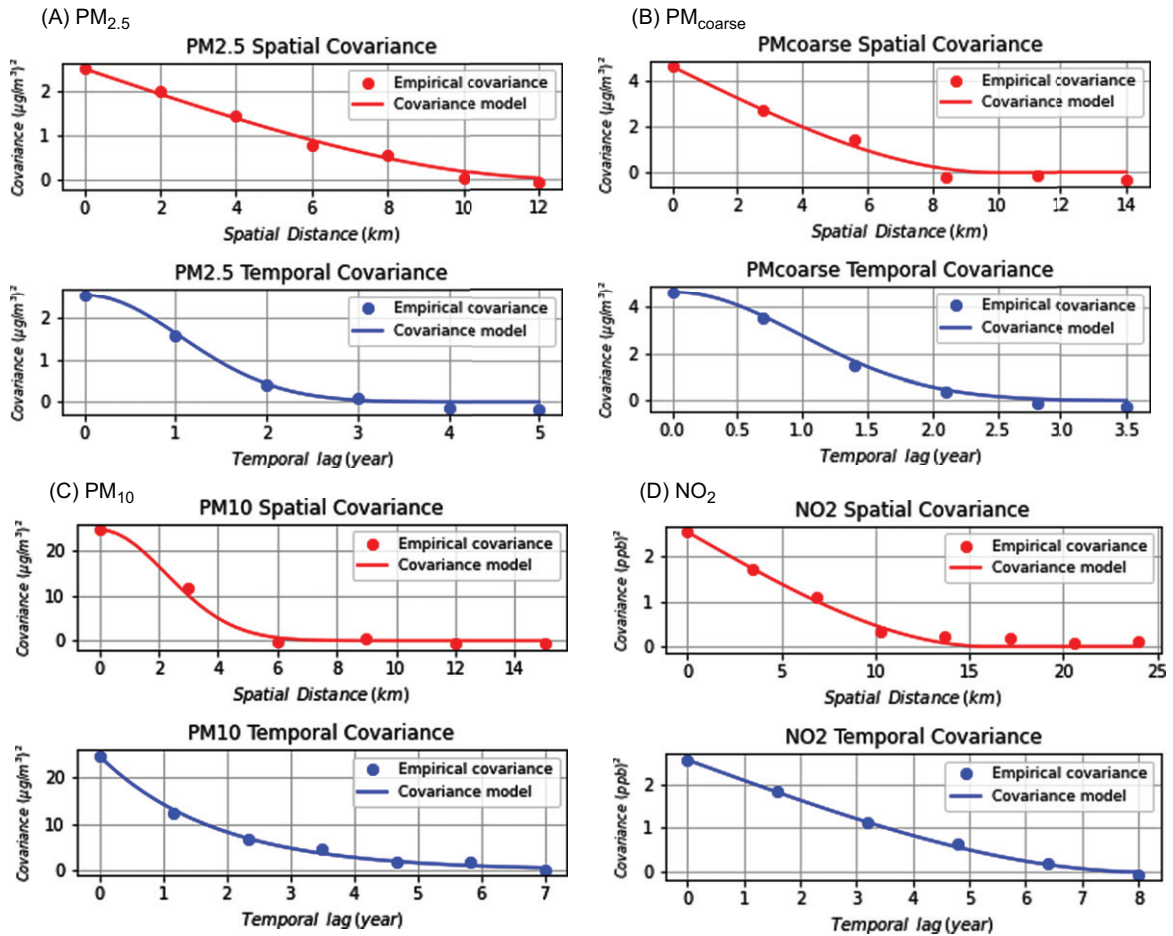 (A) PM2.5
PM2.5 Spatial Covariance
Covariance (μg/m³)²
2
1
0
Empirical covariance
Covariance model
0 2 4 6 8 10 12
Spatial Distance (km)
PM2.5 Temporal Covariance
Covariance (μg/m³)²
2
1
0
Empirical covariance
Covariance model
0 1 2 3 4 5
Temporal lag (year)
(B) PMcoarse
PMcoarse Spatial Covariance
Covariance (μg/m³)²
4
2
0
Empirical covariance
Covariance model
0 2 4 6 8 10 12 14
Spatial Distance (km)
PMcoarse Temporal Covariance
Covariance (μg/m³)²
4
2
0
Empirical covariance
Covariance model
0.0 0.5 1.0 1.5 2.0 2.5 3.0 3.5
Temporal lag (year)
(C) PM10
PM10 Spatial Covariance
Covariance (μg/m³)²
20
10
0
Empirical covariance
Covariance model
0 2 4 6 8 10 12 14
Spatial Distance (km)
PM10 Temporal Covariance
Covariance (μg/m³)²
20
10
0
Empirical covariance
Covariance model
0 1 2 3 4 5 6 7
Temporal lag (year)
(D) NO2
NO2 Spatial Covariance
Covariance (ppb)²
2
1
0
Empirical covariance
Covariance model
0 5 10 15 20 25
Spatial Distance (km)
NO2 Temporal Covariance
Covariance (ppb)²
2
1
0
Empirical covariance
Covariance model
0 1 2 3 4 5 6 7 8
Temporal lag (year)